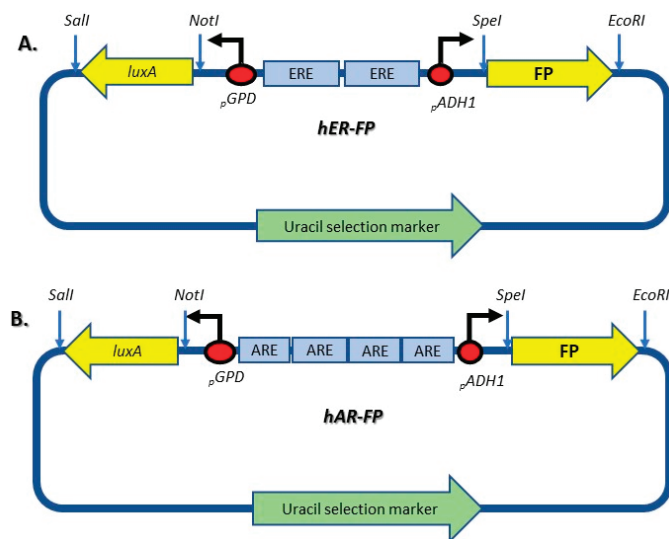 A.
SalI NotI SpeI EcoRI
luxA ERE ERE FP
pGPD pADH1
hER-FP
Uracil selection marker
B.
SalI NotI SpeI EcoRI
luxA ARE ARE ARE ARE FP
pGPD pADH1
hAR-FP
Uracil selection marker